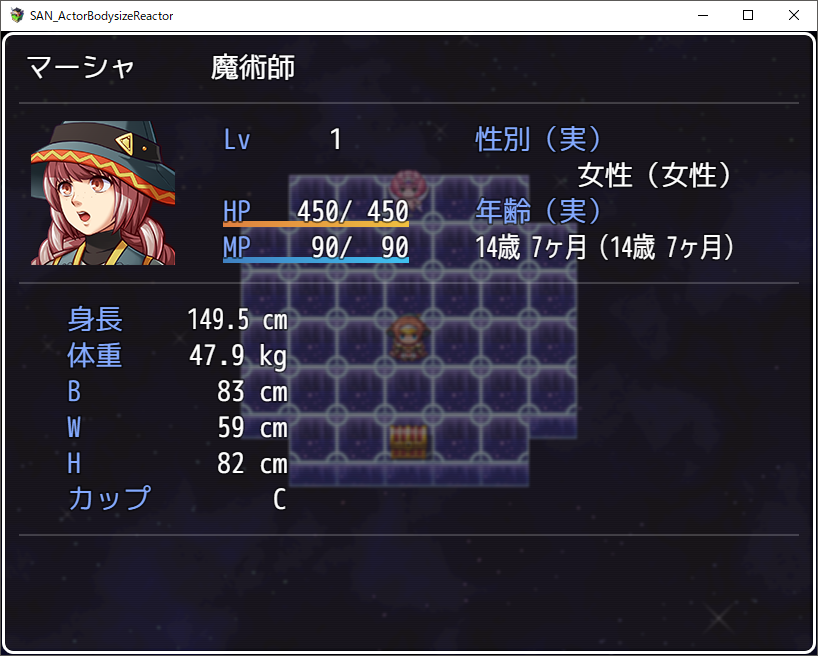 SAN_ActorBodysizeReactor
マーシャ 魔術師
Lv 1 性別（実）
女性（女性）
HP 450/ 450 年齢（実）
MP 90/ 90 14歳 7ヶ月（14歳 7ヶ月）
身長 149.5 cm
体重 47.9 kg
B 83 cm
W 59 cm
H 82 cm
カップ C